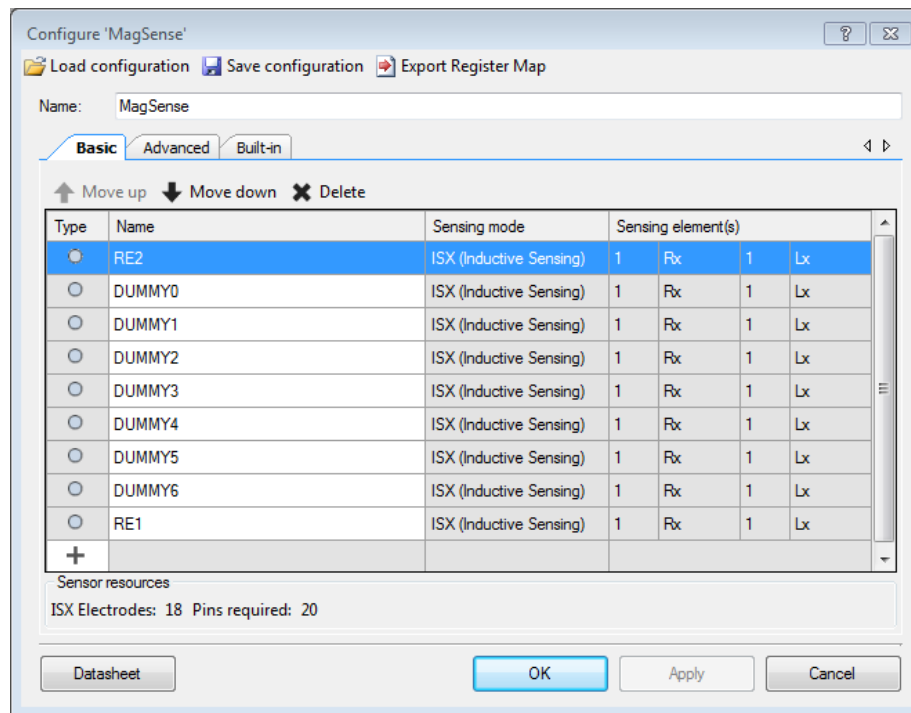 Configure 'MagSense'
Load configuration Save configuration Export Register Map
Name: MagSense
Basic Advanced Built-in
Move up Move down Delete
Type Name Sensing mode Sensing element(s)
RE2 ISX (Inductive Sensing) 1 Rx 1 Lx
DUMMY0 ISX (Inductive Sensing) 1 Rx 1 Lx
DUMMY1 ISX (Inductive Sensing) 1 Rx 1 Lx
DUMMY2 ISX (Inductive Sensing) 1 Rx 1 Lx
DUMMY3 ISX (Inductive Sensing) 1 Rx 1 Lx
DUMMY4 ISX (Inductive Sensing) 1 Rx 1 Lx
DUMMY5 ISX (Inductive Sensing) 1 Rx 1 Lx
DUMMY6 ISX (Inductive Sensing) 1 Rx 1 Lx
RE1 ISX (Inductive Sensing) 1 Rx 1 Lx
Sensor resources
ISX Electrodes: 18 Pins required: 20
Datasheet OK Apply Cancel